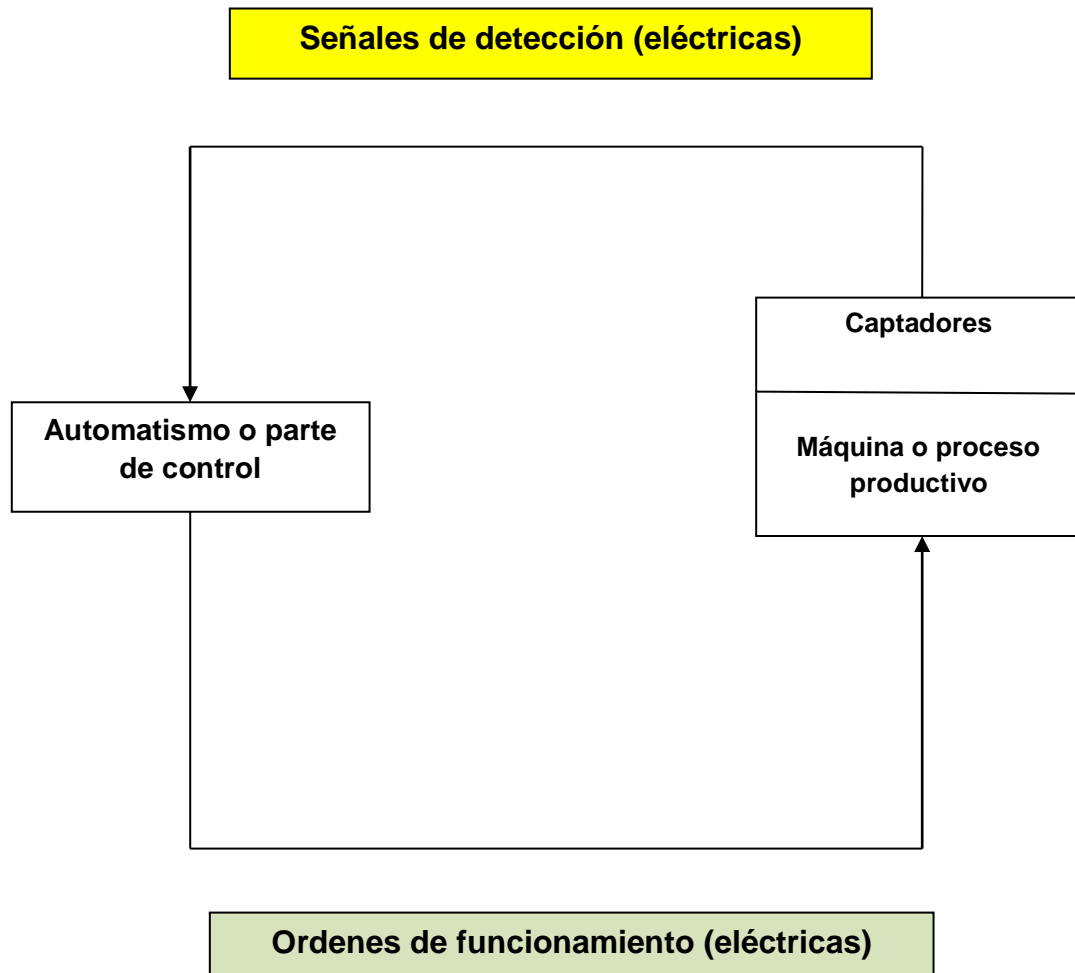 Señales de detección (eléctricas)
Captadores
Automatismo o parte
de control
Máquina o proceso
productivo
Ordenes de funcionamiento (eléctricas)